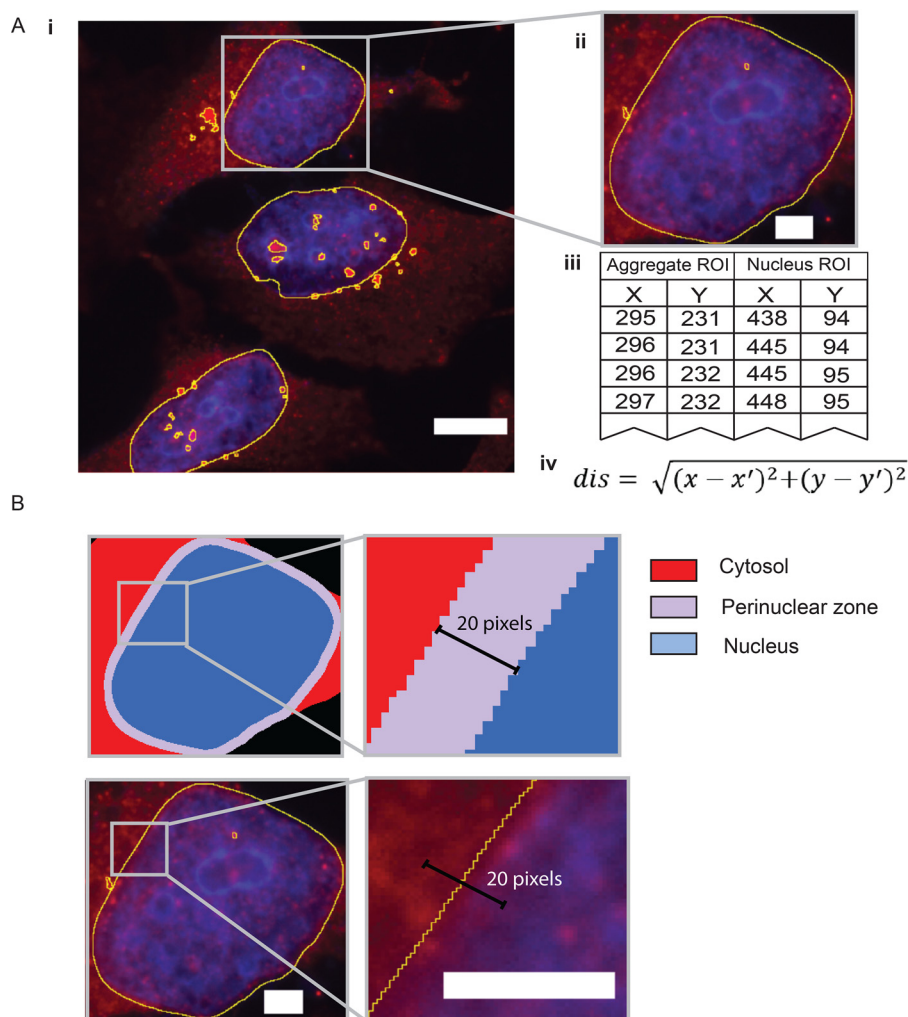 A
i
ii
iii
Aggregate ROI Nucleus ROI
X Y X Y
295 231 438 94
296 231 445 94
296 232 445 95
297 232 448 95
iv
dis = √(x − x′)²+(y − y′)²
B
20 pixels
Cytosol
Perinuclear zone
Nucleus
20 pixels